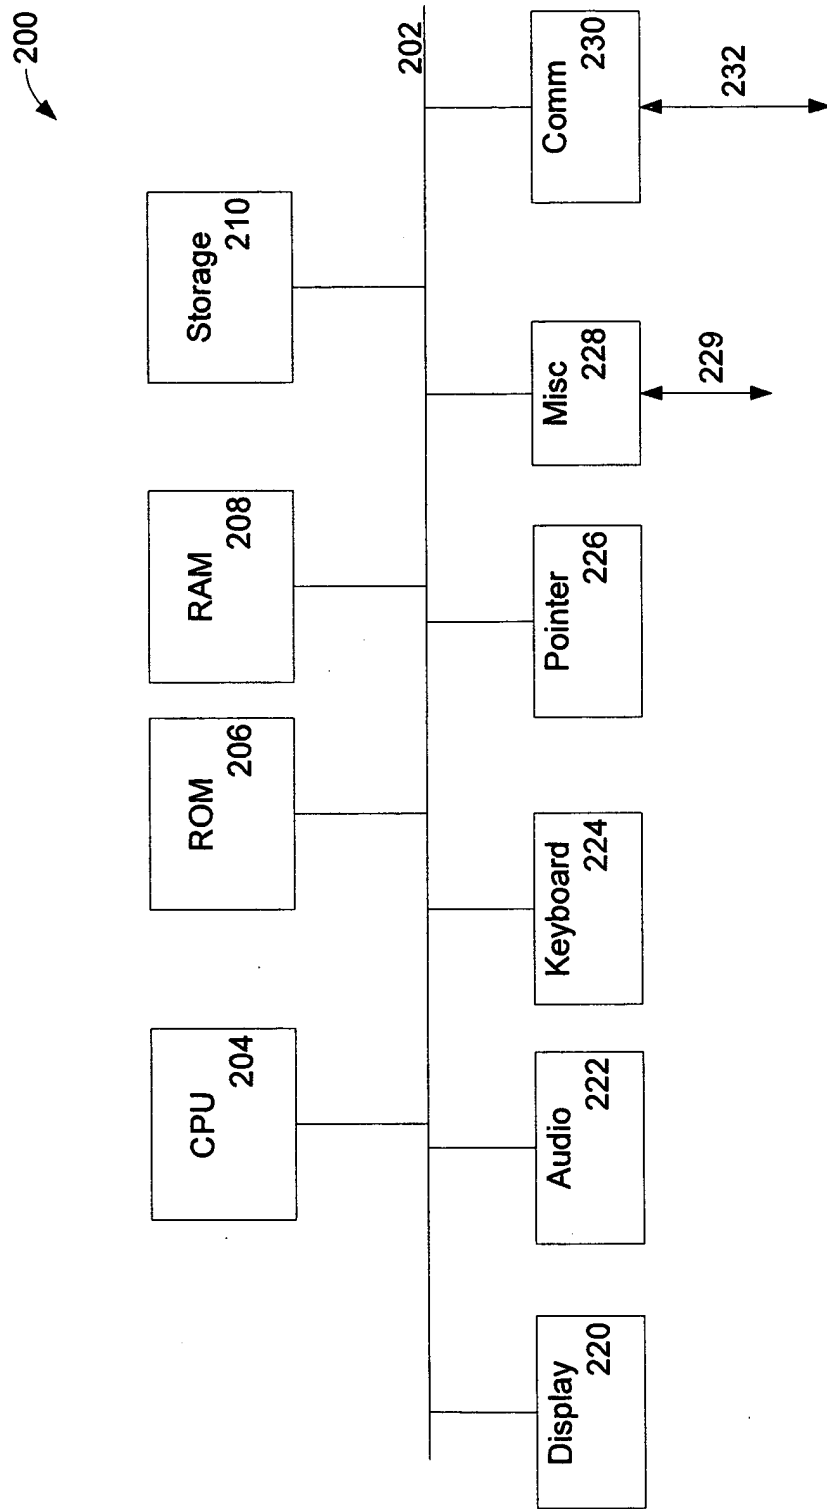 200
CPU
204
ROM
206
RAM
208
Storage
210
202
Display
220
Audio
222
Keyboard
224
Pointer
226
Misc
228
Comm
230
229
232